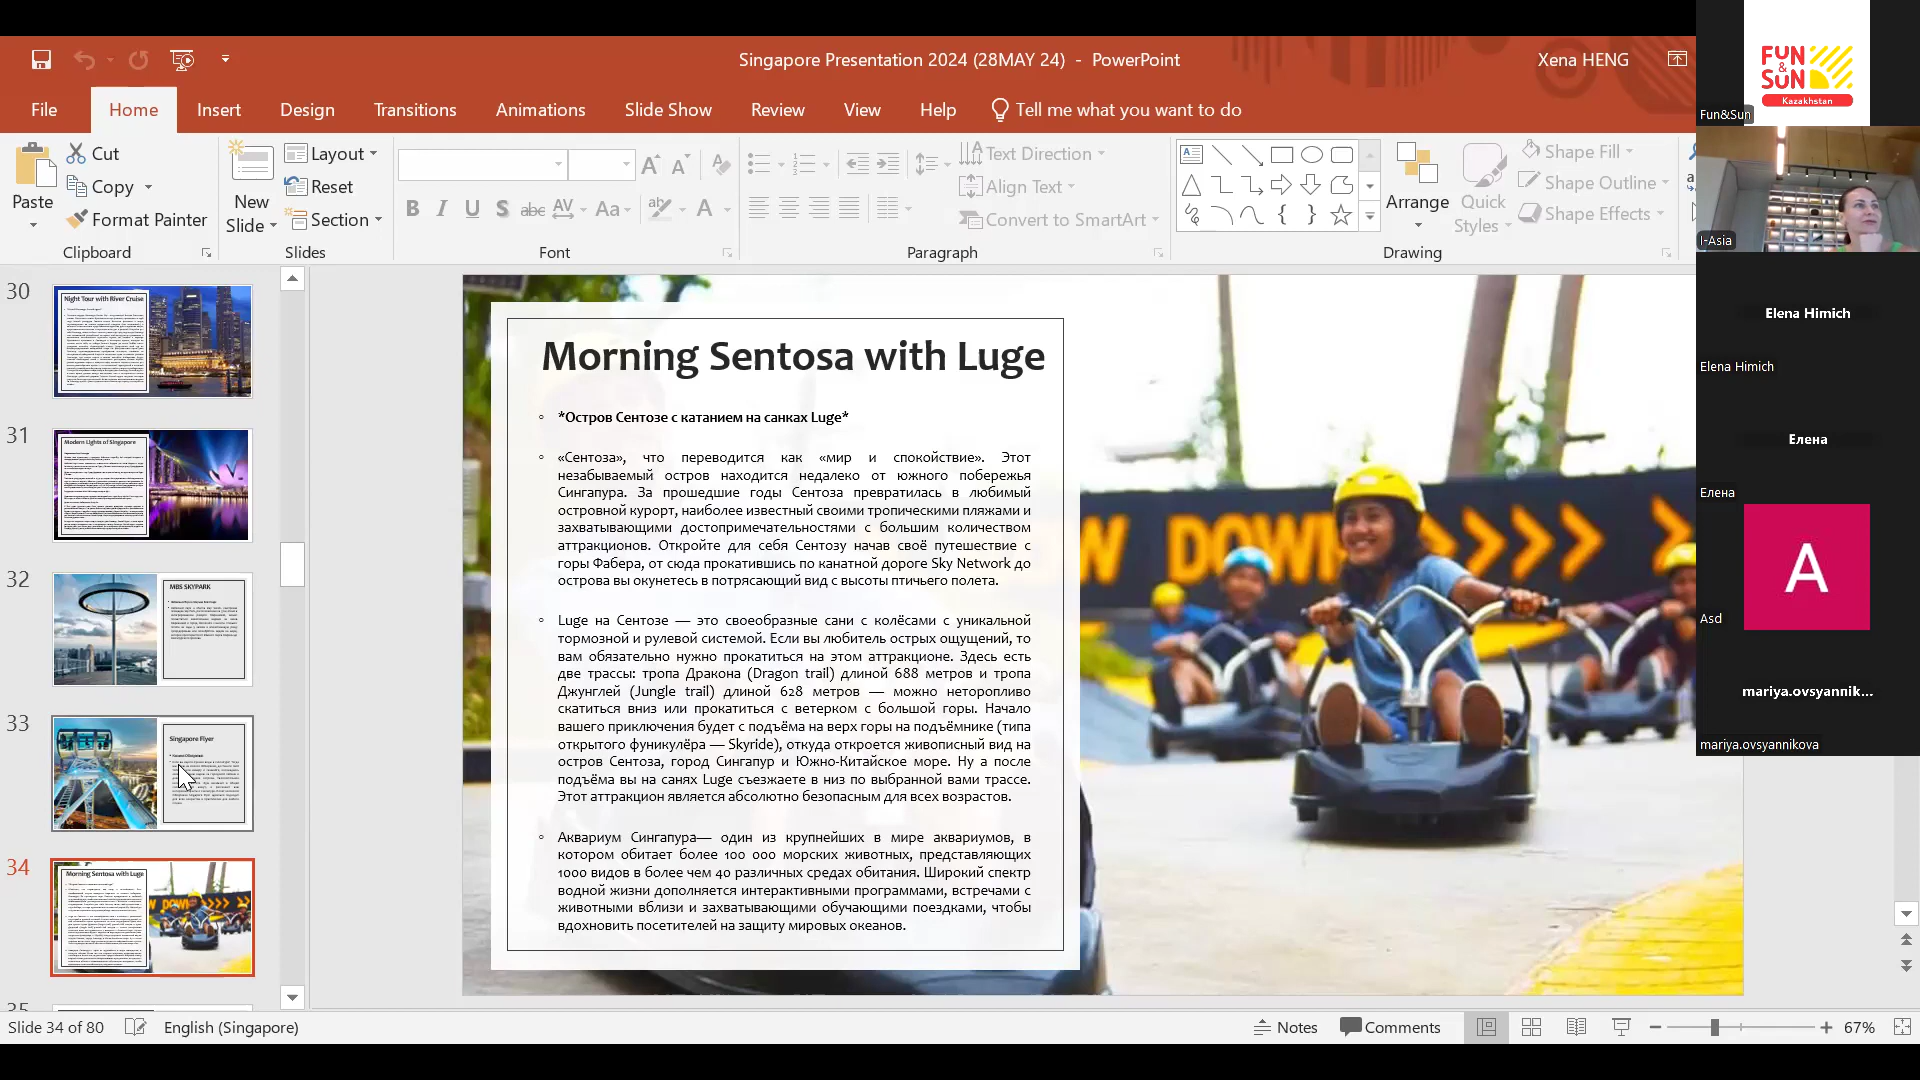 Singapore Presentation 2024 (28MAY 24) - PowerPoint
Xena HENG
File
Home
Insert
Design
Transitions
Animations
Slide Show
Review
View
Help
Tell me what you want to do
Paste
Cut
Copy
Format Painter
Clipboard
New
Slide
Layout
Reset
Section
Slides
B I U S abc AV Aa A
Font
Text Direction
Align Text
Convert to SmartArt
Paragraph
Arrange
Quick
Styles
Shape Fill
Shape Outline
Shape Effects
Drawing
30
Night Tour with River Cruise
31
Modern Lights of Singapore
32
MBS SKYPARK
33
Singapore Flyer
34
Morning Sentosa with Luge
35
Morning Sentosa with Luge
*Остров Сентозе с катанием на санках Luge*
«Сентоза», что переводится как «мир и спокойствие». Этот
незабываемый остров находится недалеко от южного побережья
Сингапура. За прошедшие годы Сентоза превратилась в любимый
островной курорт, наиболее известный своими тропическими пляжами и
захватывающими достопримечательностями с большим количеством
аттракционов. Откройте для себя Сентозу начав своё путешествие с
горы Фабера, от сюда прокатившись по канатной дороге Sky Network до
острова вы окунетесь в потрясающий вид с высоты птичьего полета.
Luge на Сентозе — это своеобразные сани с колёсами с уникальной
тормозной и рулевой системой. Если вы любитель острых ощущений, то
вам обязательно нужно прокатиться на этом аттракционе. Здесь есть
две трассы: тропа Дракона (Dragon trail) длиной 688 метров и тропа
Джунглей (Jungle trail) длиной 628 метров — можно неторопливо
скатиться вниз или прокатиться с ветерком с большой горы. Начало
вашего приключения будет с подъёма на верх горы на подъёмнике (типа
открытого фуникулёра — Skyride), откуда откроется живописный вид на
остров Сентоза, город Сингапур и Южно-Китайское море. Ну а после
подъёма вы на санях Luge съезжаете в низ по выбранной вами трассе.
Этот аттракцион является абсолютно безопасным для всех возрастов.
Аквариум Сингапура— один из крупнейших в мире аквариумов, в
котором обитает более 100 000 морских животных, представляющих
1000 видов в более чем 40 различных средах обитания. Широкий спектр
водной жизни дополняется интерактивными программами, встречами с
животными вблизи и захватывающими обучающими поездками, чтобы
вдохновить посетителей на защиту мировых океанов.
W DOWN
FUN
&
SUN
Kazakhstan
Fun&Sun
I-Asia
Elena Himich
Elena Himich
Елена
Елена
A
Asd
mariya.ovsyannik...
mariya.ovsyannikova
Slide 34 of 80
English (Singapore)
Notes
Comments
67%